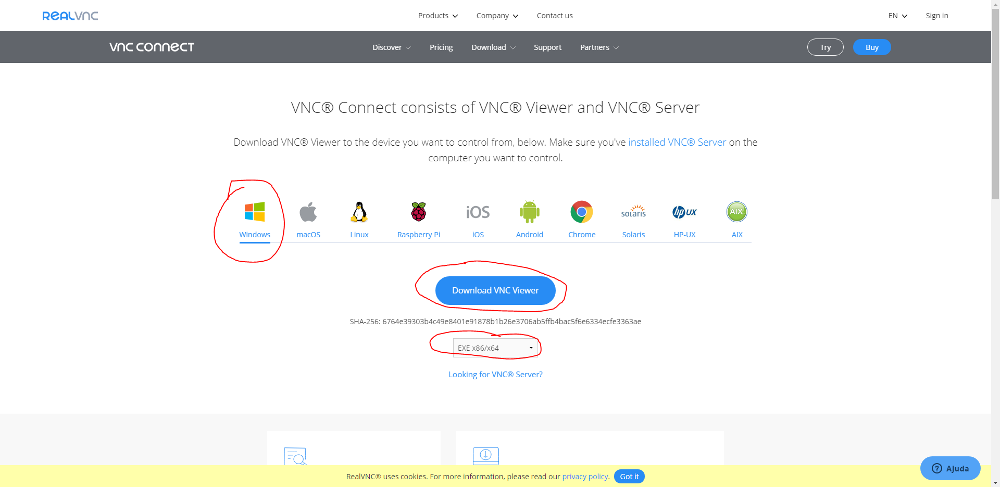 REALVNC
Products
Company
Contact us
EN
Sign in
vnc connect
Discover
Pricing
Download
Support
Partners
Try
Buy
VNC® Connect consists of VNC® Viewer and VNC® Server
Download VNC® Viewer to the device you want to control from, below. Make sure you've installed VNC® Server on the
computer you want to control.
iOS
solaris
hp UX
AIX
Windows
macOS
Linux
Raspberry Pi
iOS
Android
Chrome
Solaris
HP-UX
AIX
Download VNC Viewer
SHA-256: 6764e39303b4c49e8401e91878b1b26e3706ab5ffb4bac5f6e6334ecfe3363ae
EXE x86/x64
Looking for VNC® Server?
RealVNC® uses cookies. For more information, please read our privacy policy.
Got it
Ajuda